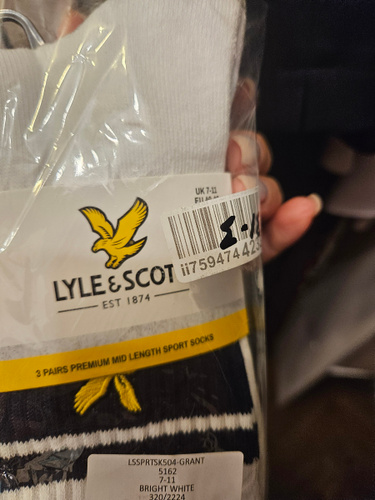 UK 7-11
LYLE & SCOT
EST 1874
3 PAIRS PREMIUM MID LENGTH SPORT SOCKS
LSSPRTSK504-GRANT
5162
7-11
BRIGHT WHITE
320/2224